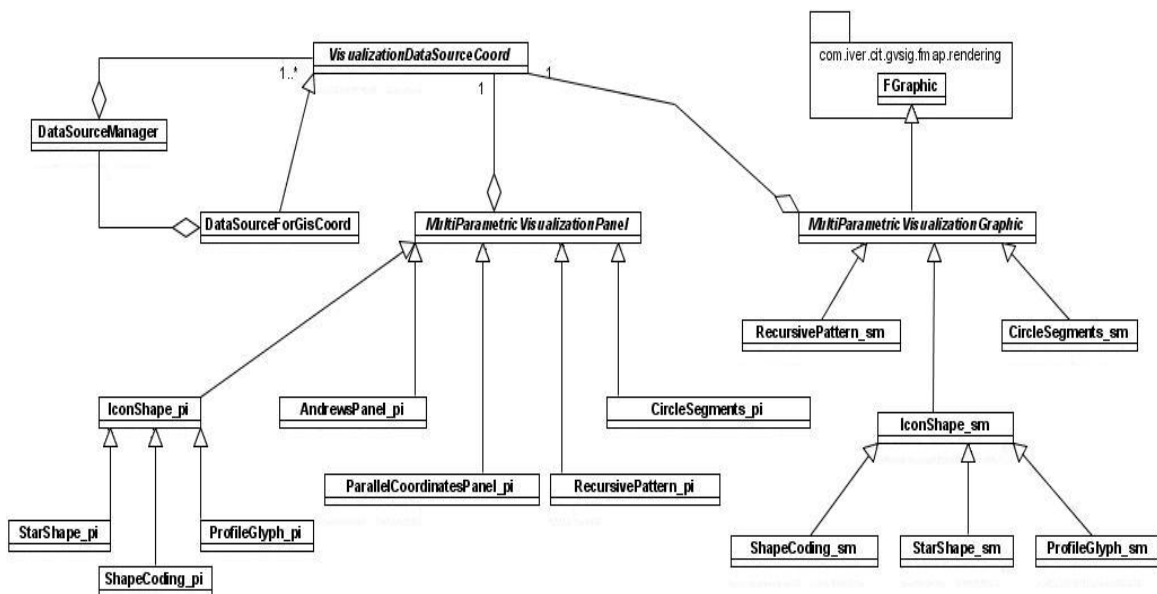 VisualizationDataSourceCoord
com.iver.cit.gvsig.fmap.rendering
1..*
1
1
FGraphic
DataSourceManager
DataSourceForGisCoord
MultiParametricVisualizationPanel
MultiParametricVisualizationGraphic
RecursivePattern_sm
CircleSegments_sm
IconShape_pi
AndrewsPanel_pi
CircleSegments_pi
IconShape_sm
ParallelCoordinatesPanel_pi
RecursivePattern_pi
StarShape_pi
ProfileGlyph_pi
ShapeCoding_sm
StarShape_sm
ProfileGlyph_sm
ShapeCoding_pi